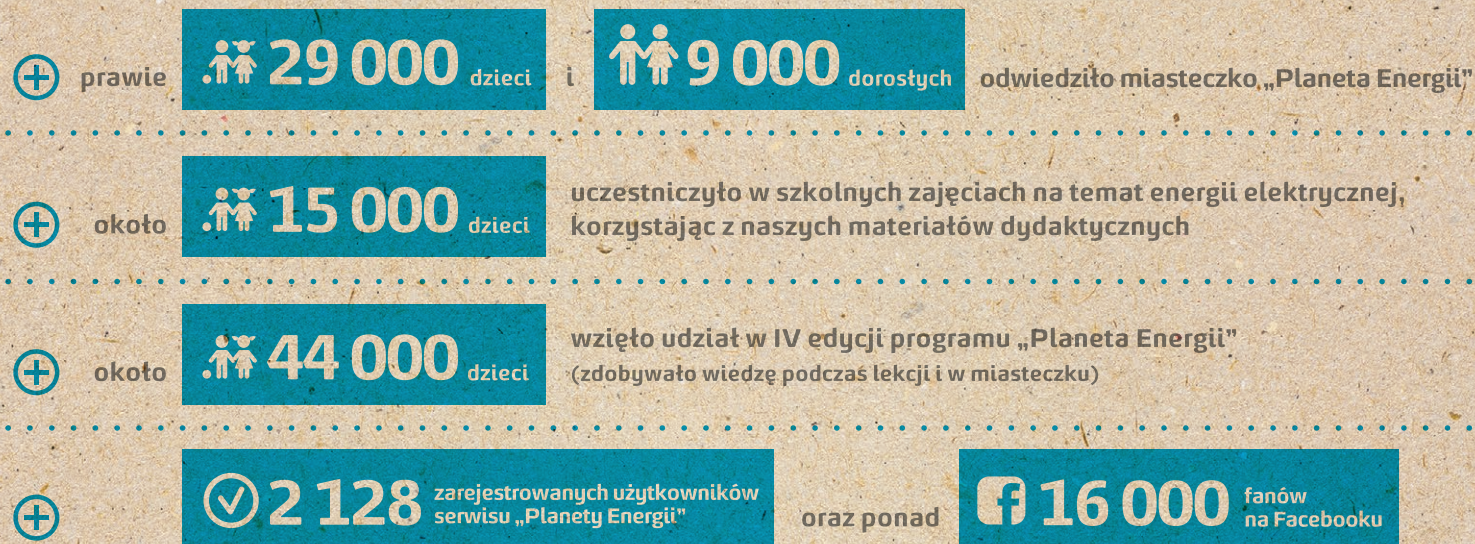 prawie 29 000 dzieci i 9 000 dorosłych odwiedziło miasteczko „Planeta Energii”
około 15 000 dzieci
uczestniczyło w szkolnych zajęciach na temat energii elektrycznej,
korzystając z naszych materiałów dydaktycznych
około 44 000 dzieci
wzięło udział w IV edycji programu „Planeta Energii”
(zdobywało wiedzę podczas lekcji i w miasteczku)
2 128 zarejestrowanych użytkowników
serwisu „Planety Energii”
oraz ponad 16 000 fanów
na Facebooku